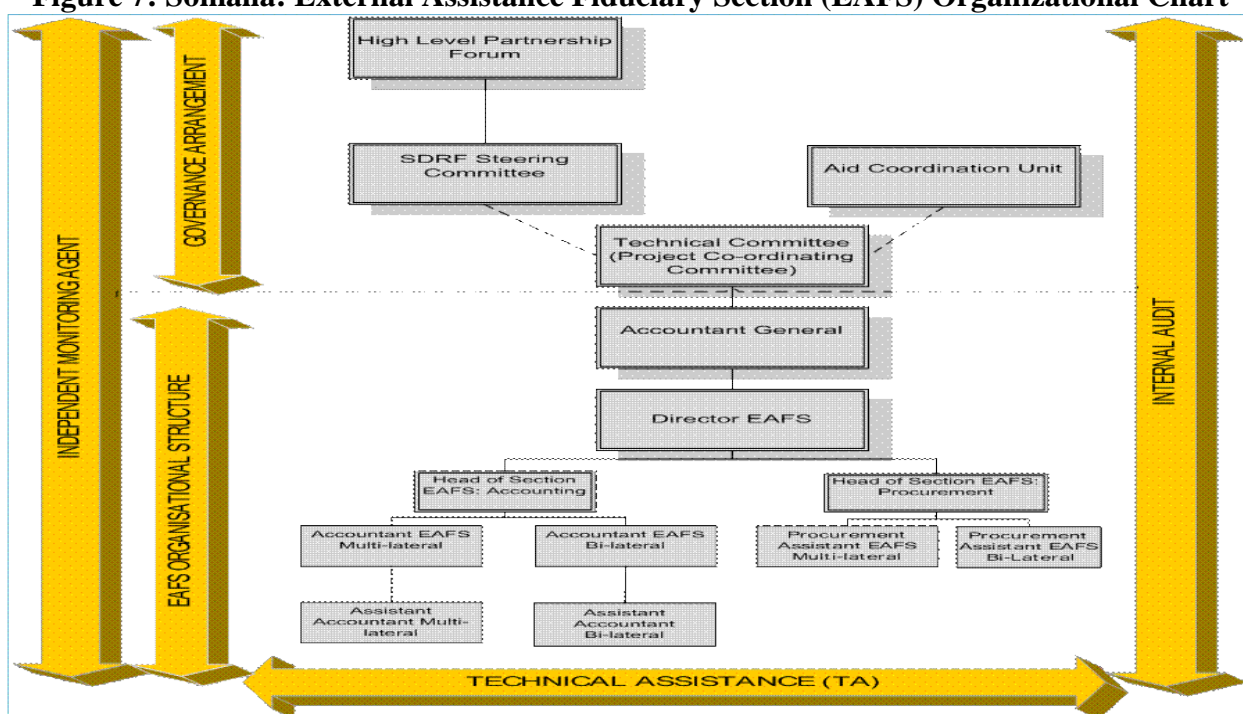 Figure 7. Somalia: External Assistance Fiduciary Section (EAFS) Organizational Chart
High Level Partnership
Forum
SDRF Steering
Committee
Aid Coordination Unit
Technical Committee
(Project Co-ordinating
Committee)
Accountant General
Director EAFS
Head of Section
EAFS: Accounting
Head of Section EAFS:
Procurement
Accountant EAFS
Multi-lateral
Accountant EAFS
Bi-lateral
Procurement
Assistant EAFS
Multi-lateral
Procurement
Assistant EAFS
Bi-Lateral
Assistant
Accountant Multi-
lateral
Assistant
Accountant
Bi-lateral
INDEPENDENT MONITORING AGENT
GOVERNANCE ARRANGEMENT
EAFS ORGANISATIONAL STRUCTURE
INTERNAL AUDIT
TECHNICAL ASSISTANCE (TA)